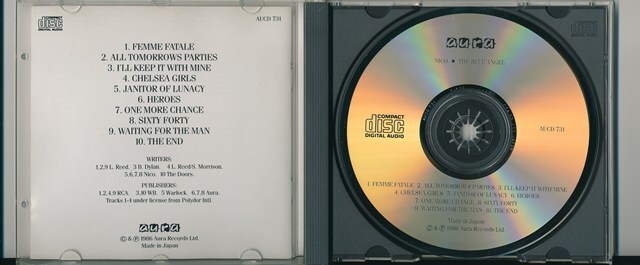 COMPACT
disc
DIGITAL AUDIO
AUCD 731
1. FEMME FATALE
2. ALL TOMORROWS PARTIES
3. I'LL KEEP IT WITH MINE
4. CHELSEA GIRLS
5. JANITOR OF LUNACY
6. HEROES
7. ONE MORE CHANCE
8. SIXTY FORTY
9. WAITING FOR THE MAN
10. THE END
WRITERS:
1,2,9 L. Reed. 3 B. Dylan. 4 L. Reed/S. Morrison.
5,6,7,8 Nico. 10 The Doors.
PUBLISHERS:
1,2,4,9 RCA. 3,10 WB. 5 Warlock. 6,7,8 Aura.
Tracks 1-4 under license from Polydor Intl.
aura
© & ℗ 1986 Aura Records Ltd.
Made in Japan
aura
NICO • THE BLUE ANGEL
COMPACT
disc
DIGITAL AUDIO
AUCD 731
1. FEMME FATALE 2. ALL TOMORROWS PARTIES 3. I'LL KEEP IT WITH MINE
4. CHELSEA GIRLS 5. JANITOR OF LUNACY 6. HEROES
7. ONE MORE CHANCE 8. SIXTY FORTY
9. WAITING FOR THE MAN 10. THE END
Made in Japan
© & ℗ 1986 Aura Records Ltd.